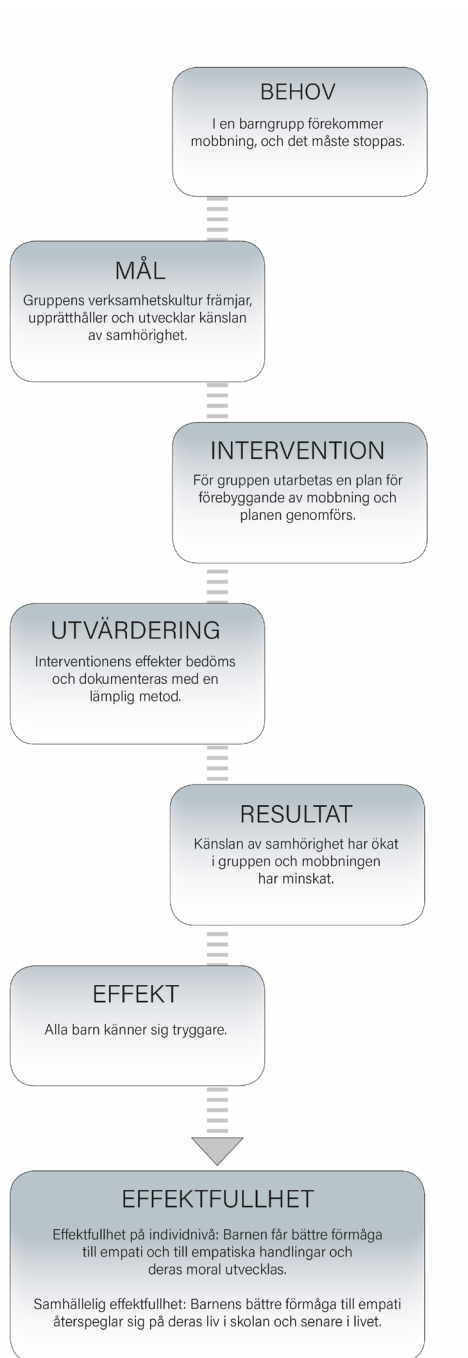 BEHOV
I en barngrupp förekommer
mobbning, och det måste stoppas.
MÅL
Gruppens verksamhetskultur främjar,
upprätthåller och utvecklar känslan
av samhörighet.
INTERVENTION
För gruppen utarbetas en plan för
förebyggande av mobbning och
planen genomförs.
UTVÄRDERING
Interventionens effekter bedöms
och dokumenteras med en
lämplig metod.
RESULTAT
Känslan av samhörighet har ökat
i gruppen och mobbningen
har minskat.
EFFEKT
Alla barn känner sig tryggare.
EFFEKTFULLHET
Effektfullhet på individnivå: Barnen får bättre förmåga
till empati och till empatiska handlingar och
deras moral utvecklas.
Samhällelig effektfullhet: Barnens bättre förmåga till empati
återspeglar sig på deras liv i skolan och senare i livet.